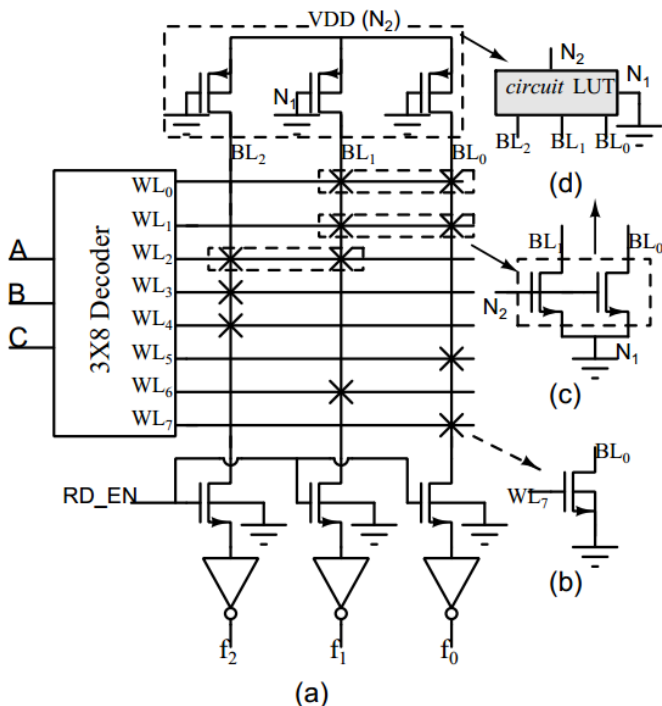 VDD (N₂)
N₁
BL₂
BL₁
BL₀
3X8 Decoder
A
B
C
WL₀
WL₁
WL₂
WL₃
WL₄
WL₅
WL₆
WL₇
RD_EN
f₂
f₁
f₀
(a)
N₂
N₁
circuit LUT
BL₂
BL₁
BL₀
(d)
BL₁
BL₀
N₂
N₁
(c)
BL₀
WL₇
(b)